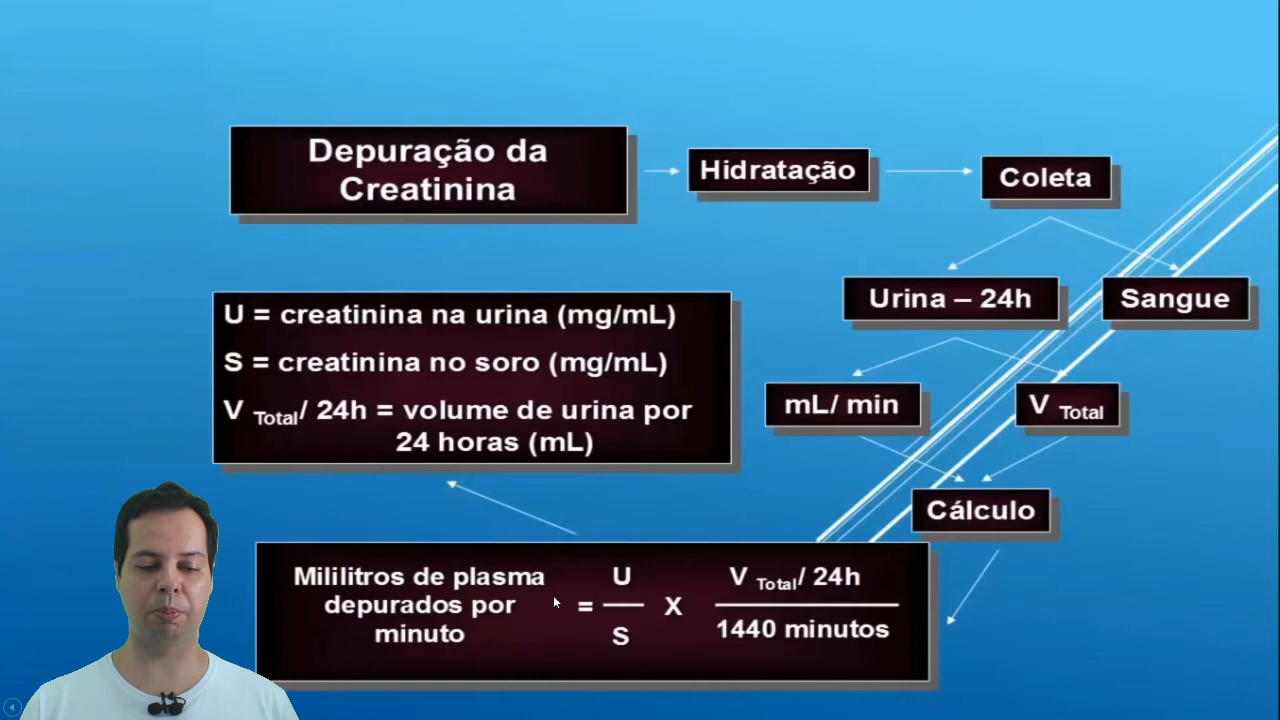 Depuração da
Creatinina
Hidratação
Coleta
Urina – 24h
Sangue
U = creatinina na urina (mg/mL)
S = creatinina no soro (mg/mL)
V Total/ 24h = volume de urina por
24 horas (mL)
mL/ min
V Total
Cálculo
Mililitros de plasma
depurados por
minuto
=
U
S
X
V Total/ 24h
1440 minutos